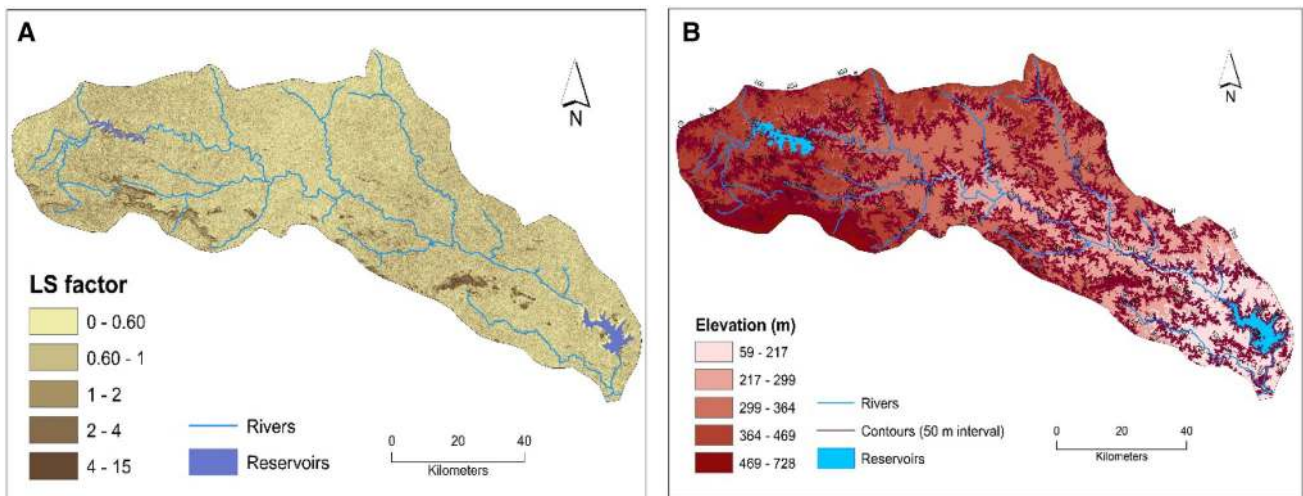 A
N
LS factor
0 - 0.60
0.60 - 1
1 - 2
2 - 4
4 - 15
Rivers
Reservoirs
0 20 40
Kilometers
B
N
Elevation (m)
59 - 217
217 - 299
299 - 364
364 - 469
469 - 728
Rivers
Contours (50 m interval)
Reservoirs
0 20 40
Kilometers